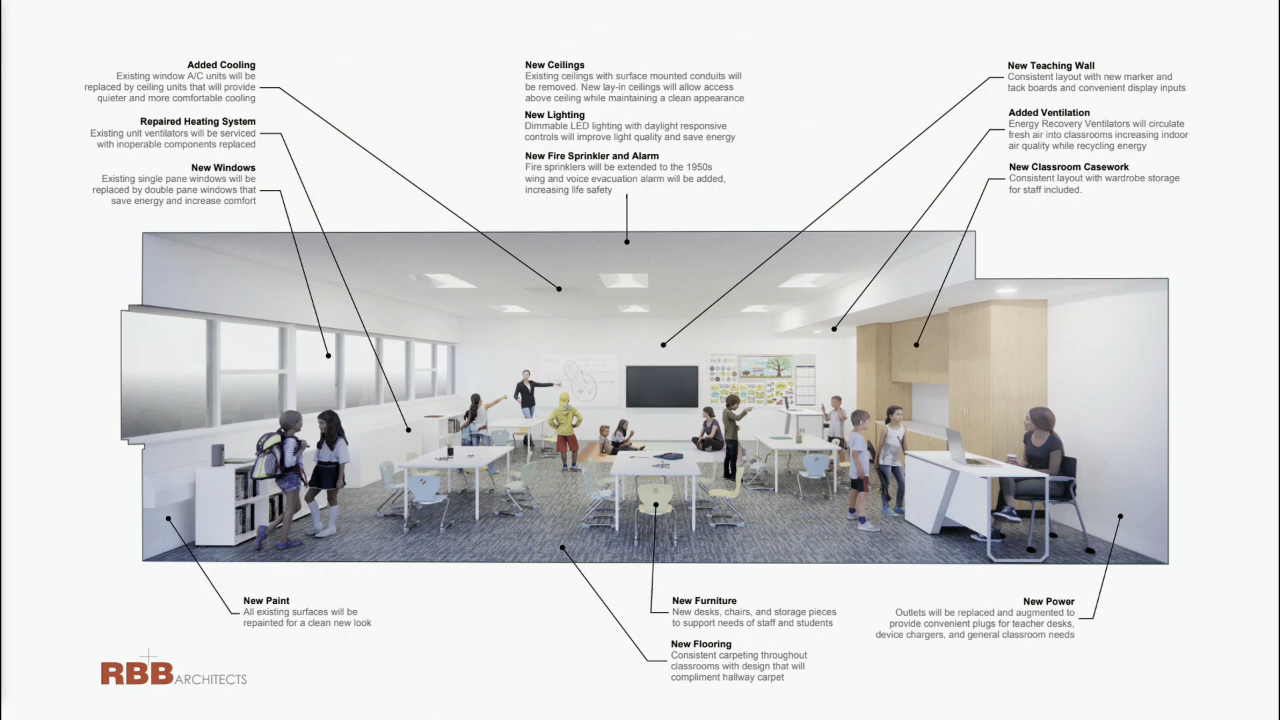 Added Cooling
Existing window A/C units will be
replaced by ceiling units that will provide
quieter and more comfortable cooling
Repaired Heating System
Existing unit ventilators will be serviced
with inoperable components replaced
New Windows
Existing single pane windows will be
replaced by double pane windows that
save energy and increase comfort
New Ceilings
Existing ceilings with surface mounted conduits will
be removed. New lay-in ceilings will allow access
above ceiling while maintaining a clean appearance
New Lighting
Dimmable LED lighting with daylight responsive
controls will improve light quality and save energy
New Fire Sprinkler and Alarm
Fire sprinklers will be extended to the 1950s
wing and voice evacuation alarm will be added,
increasing life safety
New Teaching Wall
Consistent layout with new marker and
tack boards and convenient display inputs
Added Ventilation
Energy Recovery Ventilators will circulate
fresh air into classrooms increasing indoor
air quality while recycling energy
New Classroom Casework
Consistent layout with wardrobe storage
for staff included.
New Paint
All existing surfaces will be
repainted for a clean new look
New Furniture
New desks, chairs, and storage pieces
to support needs of staff and students
New Flooring
Consistent carpeting throughout
classrooms with design that will
compliment hallway carpet
New Power
Outlets will be replaced and augmented to
provide convenient plugs for teacher desks,
device chargers, and general classroom needs
RBB ARCHITECTS